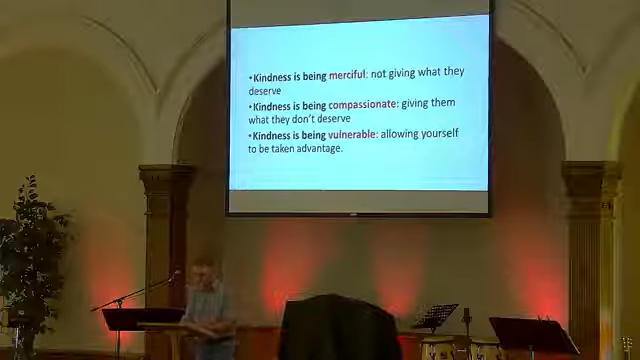 •Kindness is being merciful: not giving what they
deserve
•Kindness is being compassionate: giving them
what they don't deserve
•Kindness is being vulnerable: allowing yourself
to be taken advantage.